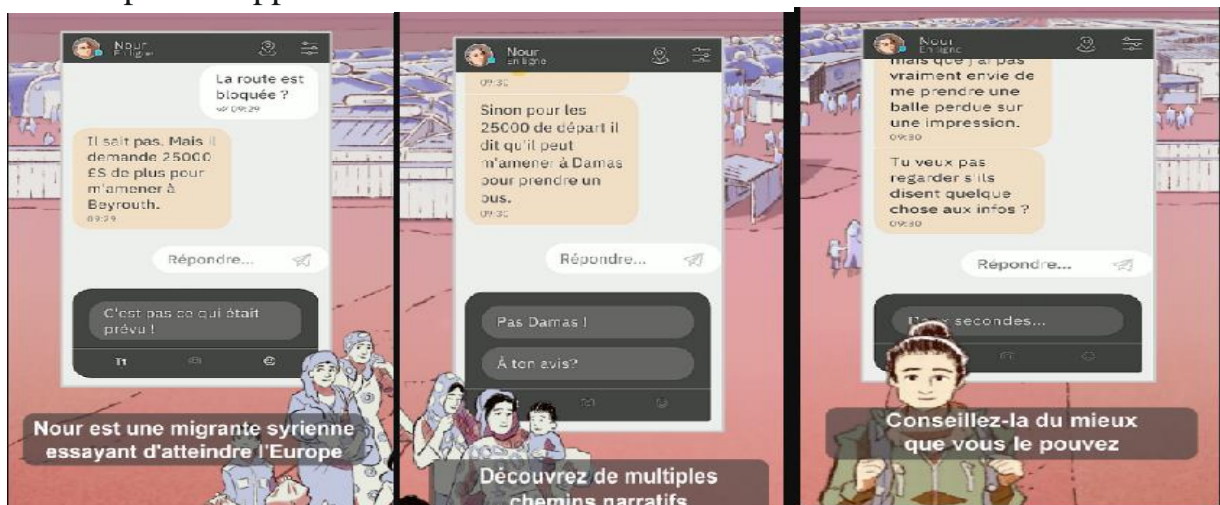 Nour
En ligne
La route est
bloquée ?
09:29
Il sait pas. Mais il
demande 25000
£S de plus pour
m'amener à
Beyrouth.
09:29
Répondre...
C'est pas ce qui était
prévu !
Nour est une migrante syrienne
essayant d'atteindre l'Europe
Nour
En ligne
09:30
Sinon pour les
25000 de départ il
dit qu'il peut
m'amener à Damas
pour prendre un
bus.
09:30
Répondre...
Pas Damas !
À ton avis?
Découvrez de multiples
chemins narratifs
Nour
En ligne
mais que j'ai pas
vraiment envie de
me prendre une
balle perdue sur
une impression.
09:30
Tu veux pas
regarder s'ils
disent quelque
chose aux infos ?
09:30
Répondre...
secondes...
Conseillez-la du mieux
que vous le pouvez